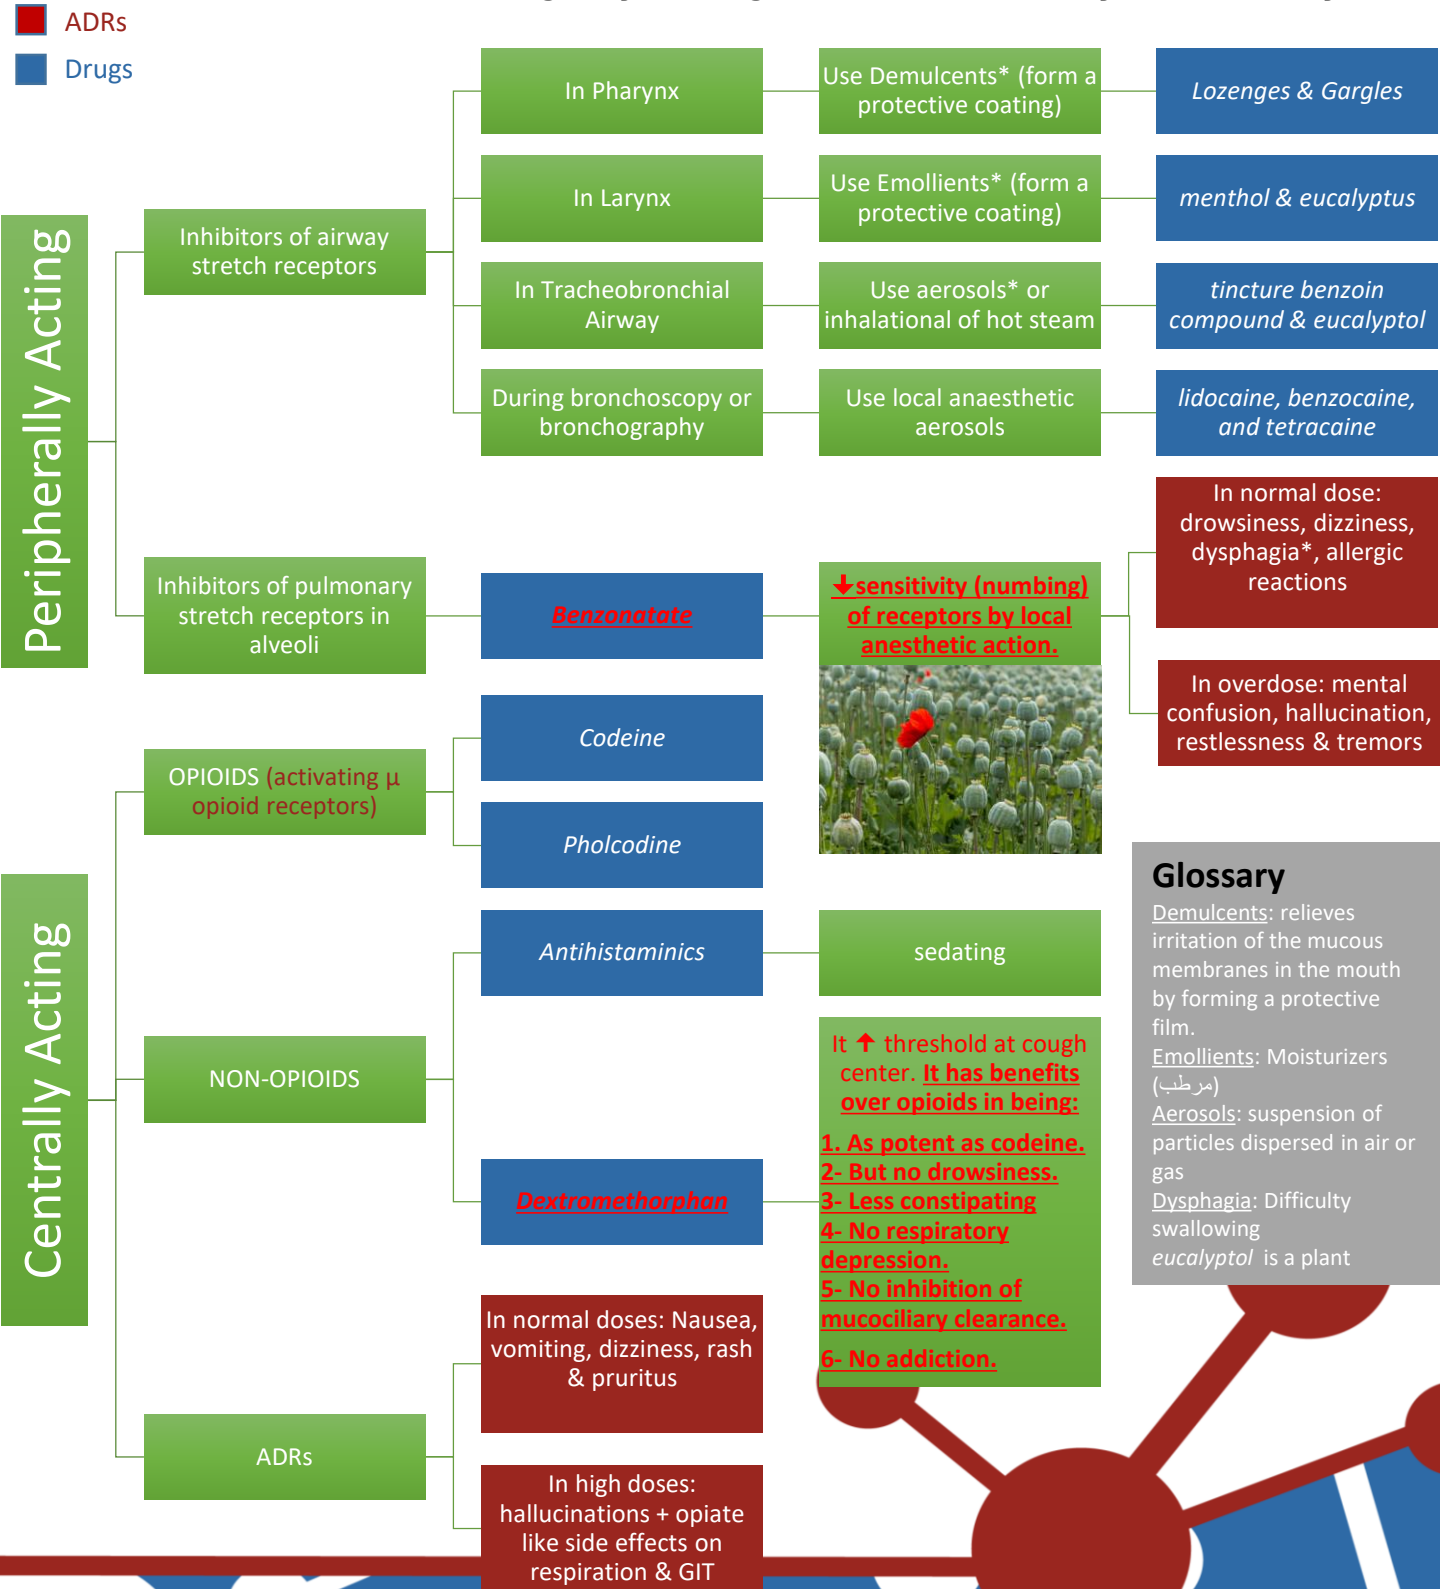 ADRs
Drugs
Peripherally Acting
Inhibitors of airway
stretch receptors
In Pharynx
Use Demulcents* (form a
protective coating)
Lozenges & Gargles
In Larynx
Use Emollients* (form a
protective coating)
menthol & eucalyptus
In Tracheobronchial
Airway
Use aerosols* or
inhalational of hot steam
tincture benzoin
compound & eucalyptol
During bronchoscopy or
bronchography
Use local anaesthetic
aerosols
lidocaine, benzocaine,
and tetracaine
Inhibitors of pulmonary
stretch receptors in
alveoli
Benzonatate
↓sensitivity (numbing)
of receptors by local
anesthetic action.
In normal dose:
drowsiness, dizziness,
dysphagia*, allergic
reactions
In overdose: mental
confusion, hallucination,
restlessness & tremors
Centrally Acting
OPIOIDS (activating μ
opioid receptors)
Codeine
Pholcodine
NON-OPIOIDS
Antihistaminics
sedating
Dextromethorphan
It ↑ threshold at cough
center. It has benefits
over opioids in being:
1. As potent as codeine.
2- But no drowsiness.
3- Less constipating
4- No respiratory
depression.
5- No inhibition of
mucociliary clearance.
6- No addiction.
ADRs
In normal doses: Nausea,
vomiting, dizziness, rash
& pruritus
In high doses:
hallucinations + opiate
like side effects on
respiration & GIT
Glossary
Demulcents: relieves
irritation of the mucous
membranes in the mouth
by forming a protective
film.
Emollients: Moisturizers
(مرطب)
Aerosols: suspension of
particles dispersed in air or
gas
Dysphagia: Difficulty
swallowing
eucalyptol is a plant